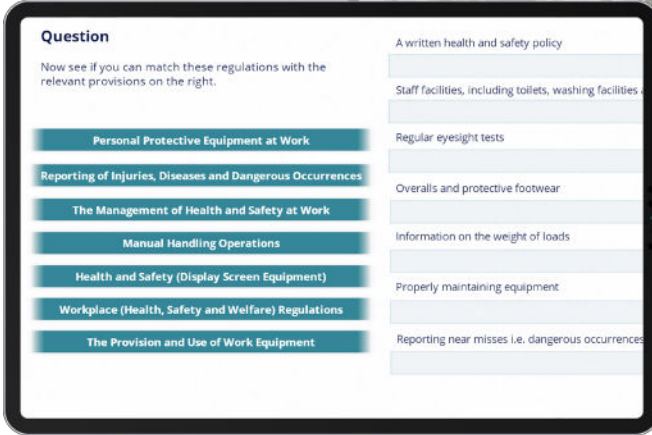 Question
Now see if you can match these regulations with the
relevant provisions on the right.
Personal Protective Equipment at Work
Reporting of Injuries, Diseases and Dangerous Occurrences
The Management of Health and Safety at Work
Manual Handling Operations
Health and Safety (Display Screen Equipment)
Workplace (Health, Safety and Welfare) Regulations
The Provision and Use of Work Equipment
A written health and safety policy
Staff facilities, including toilets, washing facilities
Regular eyesight tests
Overalls and protective footwear
Information on the weight of loads
Properly maintaining equipment
Reporting near misses i.e. dangerous occurrences